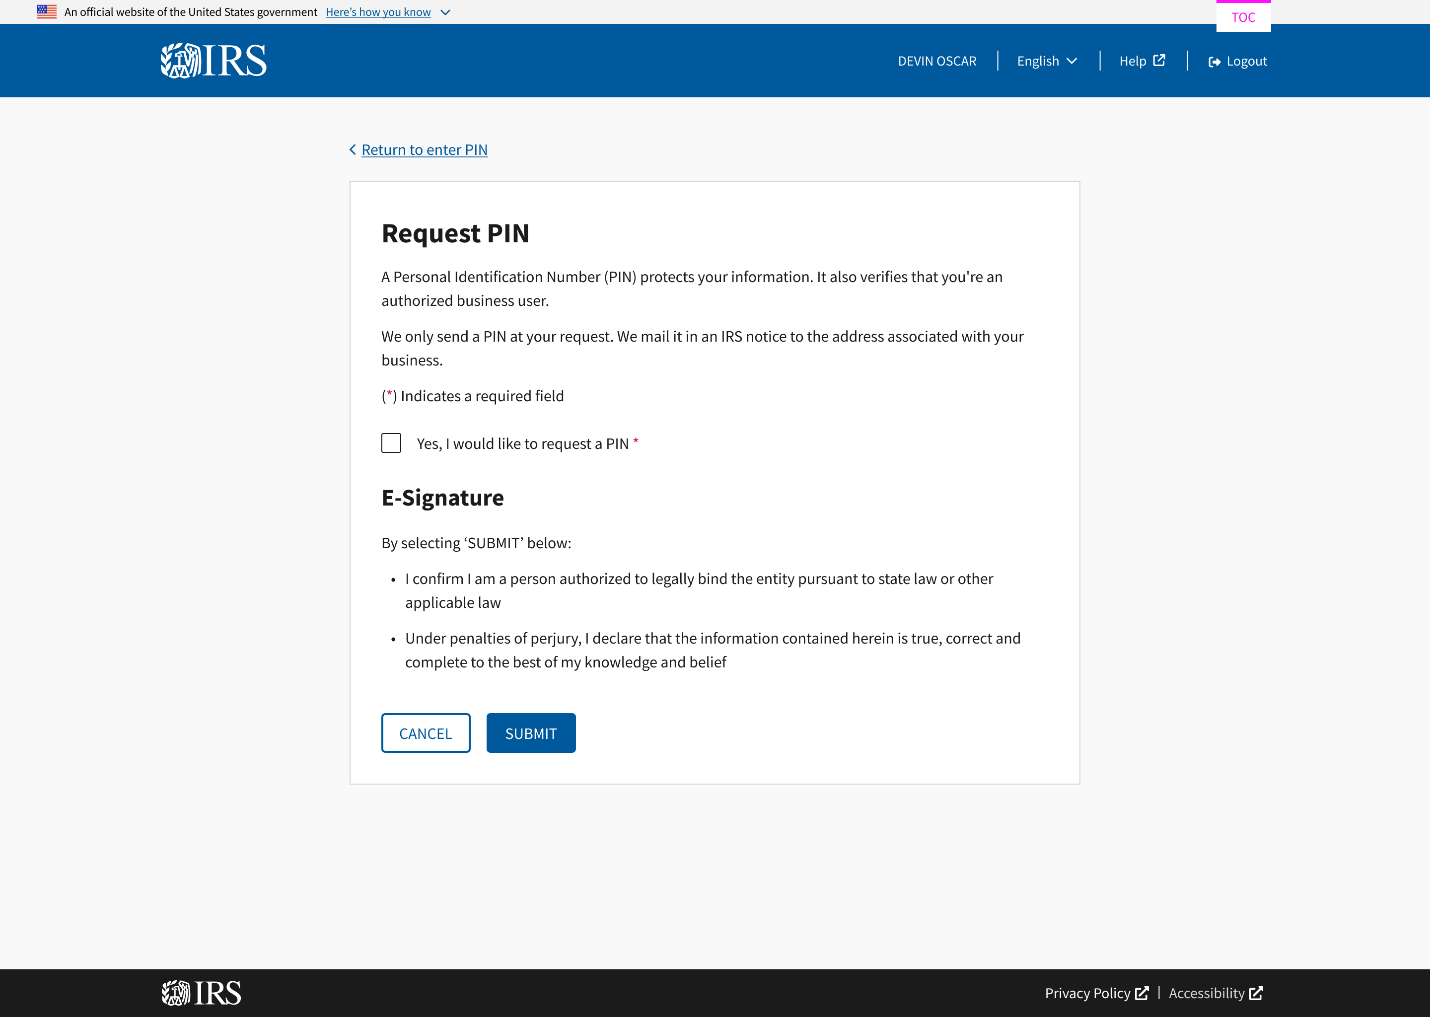 An official website of the United States government Here's how you know
TOC
IRS
DEVIN OSCAR English Help Logout
Return to enter PIN
Request PIN
A Personal Identification Number (PIN) protects your information. It also verifies that you're an
authorized business user.
We only send a PIN at your request. We mail it in an IRS notice to the address associated with your
business.
(*) Indicates a required field
Yes, I would like to request a PIN *
E-Signature
By selecting ‘SUBMIT’ below:
• I confirm I am a person authorized to legally bind the entity pursuant to state law or other
applicable law
• Under penalties of perjury, I declare that the information contained herein is true, correct and
complete to the best of my knowledge and belief
CANCEL SUBMIT
IRS
Privacy Policy | Accessibility